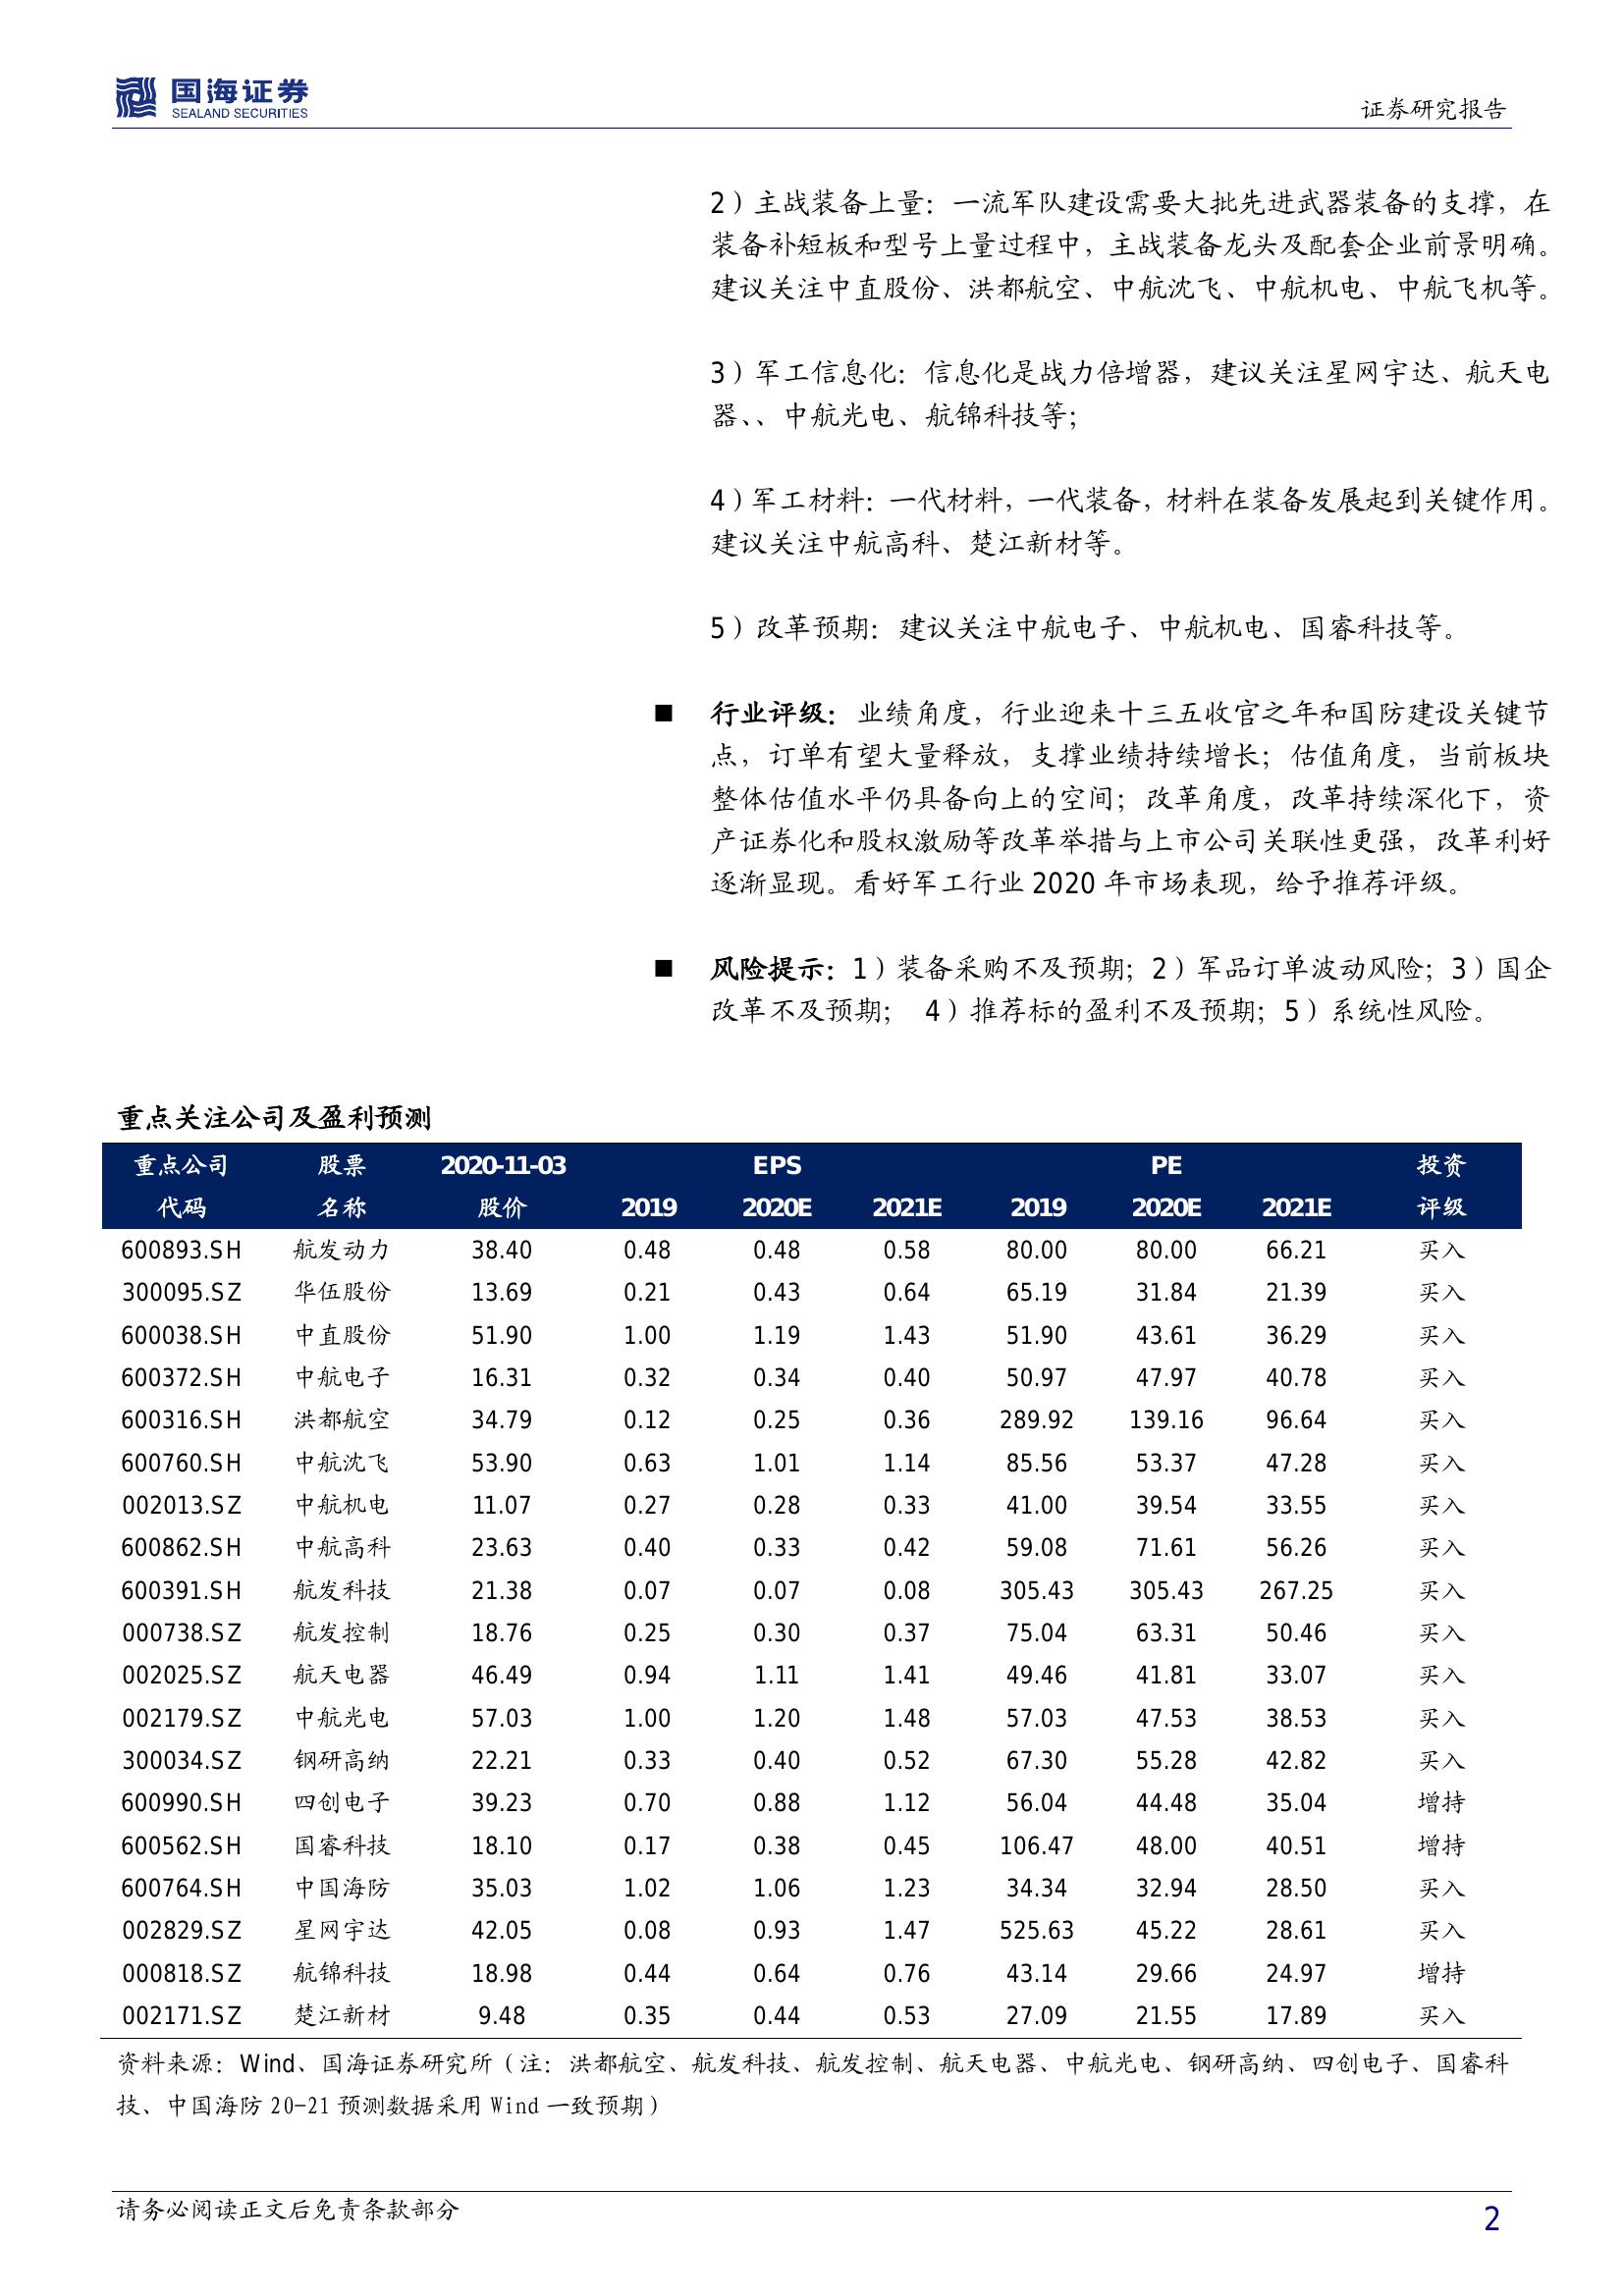 国海证券
SEALAND SECURITIES
证券研究报告
2）主战装备上量：一流军队建设需要大批先进武器装备的支撑，在
装备补短板和型号上量过程中，主战装备龙头及配套企业前景明确。
建议关注中直股份、洪都航空、中航沈飞、中航机电、中航飞机等。
3）军工信息化：信息化是战力倍增器，建议关注星网宇达、航天电
器、、中航光电、航锦科技等；
4）军工材料：一代材料，一代装备，材料在装备发展起到关键作用。
建议关注中航高科、楚江新材等。
5）改革预期：建议关注中航电子、中航机电、国睿科技等。
■ 行业评级：业绩角度，行业迎来十三五收官之年和国防建设关键节
点，订单有望大量释放，支撑业绩持续增长；估值角度，当前板块
整体估值水平仍具备向上的空间；改革角度，改革持续深化下，资
产证券化和股权激励等改革举措与上市公司关联性更强，改革利好
逐渐显现。看好军工行业 2020 年市场表现，给予推荐评级。
■ 风险提示：1）装备采购不及预期；2）军品订单波动风险；3）国企
改革不及预期； 4）推荐标的盈利不及预期；5）系统性风险。
重点关注公司及盈利预测
重点公司 股票 2020-11-03 EPS PE 投资
代码 名称 股价 2019 2020E 2021E 2019 2020E 2021E 评级
600893.SH 航发动力 38.40 0.48 0.48 0.58 80.00 80.00 66.21 买入
300095.SZ 华伍股份 13.69 0.21 0.43 0.64 65.19 31.84 21.39 买入
600038.SH 中直股份 51.90 1.00 1.19 1.43 51.90 43.61 36.29 买入
600372.SH 中航电子 16.31 0.32 0.34 0.40 50.97 47.97 40.78 买入
600316.SH 洪都航空 34.79 0.12 0.25 0.36 289.92 139.16 96.64 买入
600760.SH 中航沈飞 53.90 0.63 1.01 1.14 85.56 53.37 47.28 买入
002013.SZ 中航机电 11.07 0.27 0.28 0.33 41.00 39.54 33.55 买入
600862.SH 中航高科 23.63 0.40 0.33 0.42 59.08 71.61 56.26 买入
600391.SH 航发科技 21.38 0.07 0.07 0.08 305.43 305.43 267.25 买入
000738.SZ 航发控制 18.76 0.25 0.30 0.37 75.04 63.31 50.46 买入
002025.SZ 航天电器 46.49 0.94 1.11 1.41 49.46 41.81 33.07 买入
002179.SZ 中航光电 57.03 1.00 1.20 1.48 57.03 47.53 38.53 买入
300034.SZ 钢研高纳 22.21 0.33 0.40 0.52 67.30 55.28 42.82 买入
600990.SH 四创电子 39.23 0.70 0.88 1.12 56.04 44.48 35.04 增持
600562.SH 国睿科技 18.10 0.17 0.38 0.45 106.47 48.00 40.51 增持
600764.SH 中国海防 35.03 1.02 1.06 1.23 34.34 32.94 28.50 买入
002829.SZ 星网宇达 42.05 0.08 0.93 1.47 525.63 45.22 28.61 买入
000818.SZ 航锦科技 18.98 0.44 0.64 0.76 43.14 29.66 24.97 增持
002171.SZ 楚江新材 9.48 0.35 0.44 0.53 27.09 21.55 17.89 买入
资料来源：Wind、国海证券研究所（注：洪都航空、航发科技、航发控制、航天电器、中航光电、钢研高纳、四创电子、国睿科
技、中国海防 20-21 预测数据采用 Wind 一致预期）
请务必阅读正文后免责条款部分
2